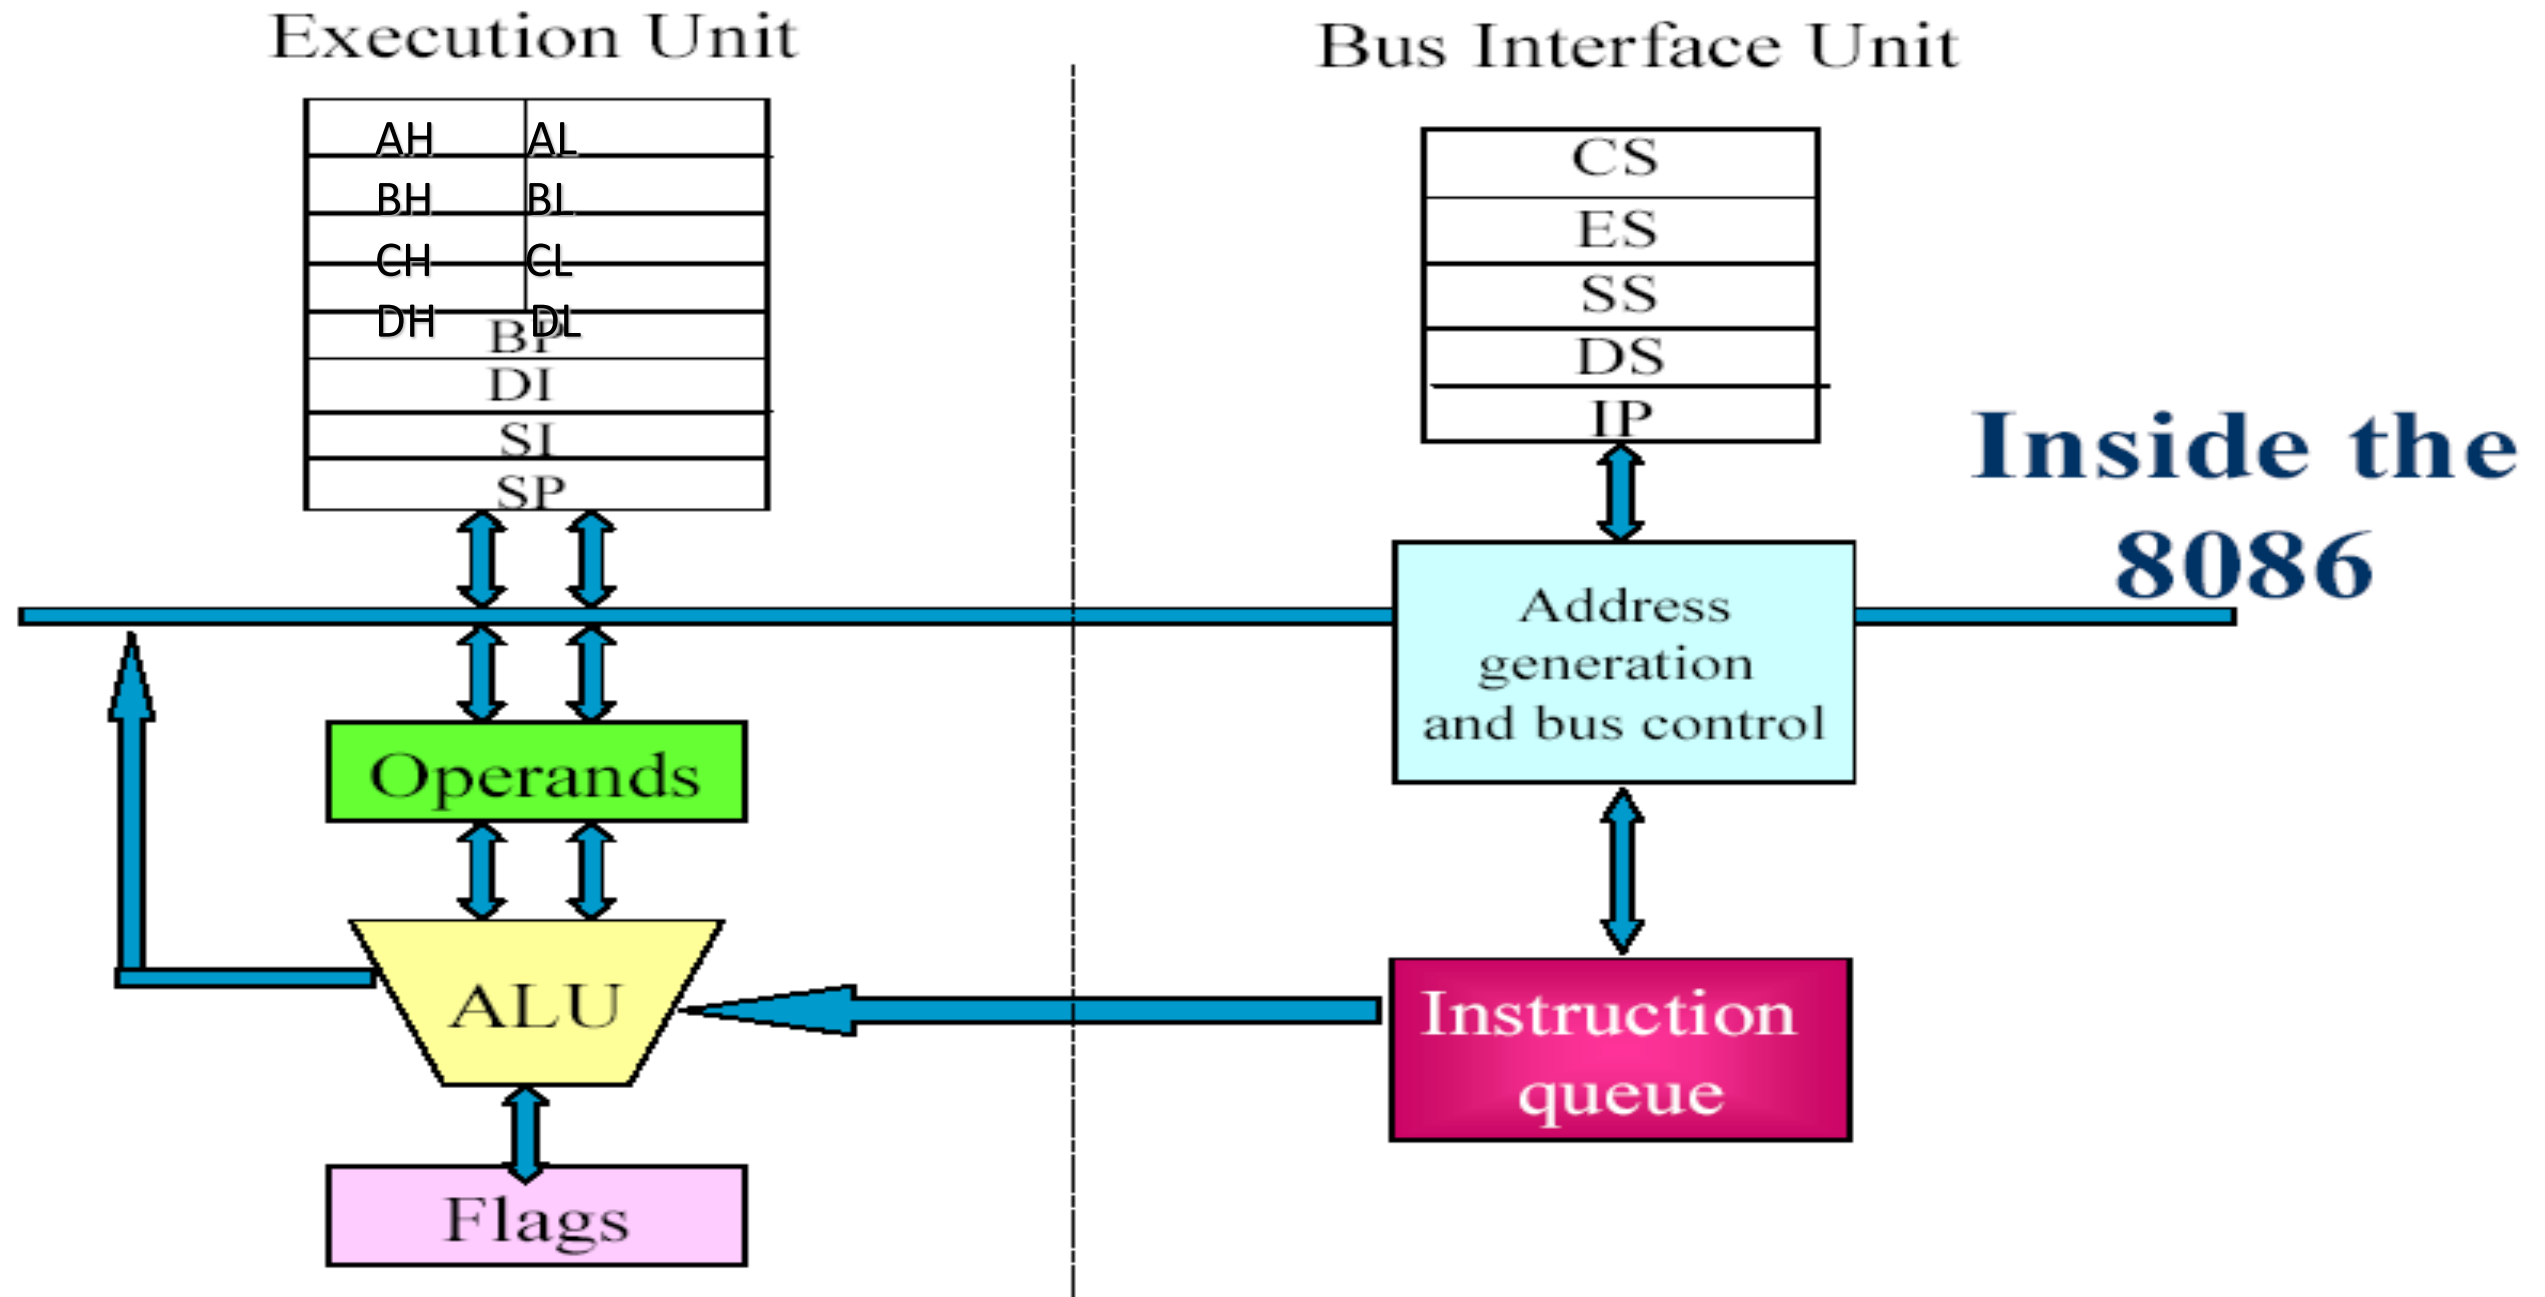 Execution Unit
AH AL
BH BL
CH CL
DH DL
BP
DI
SI
SP
Operands
ALU
Flags
Bus Interface Unit
CS
ES
SS
DS
IP
Address
generation
and bus control
Instruction
queue
Inside the
8086